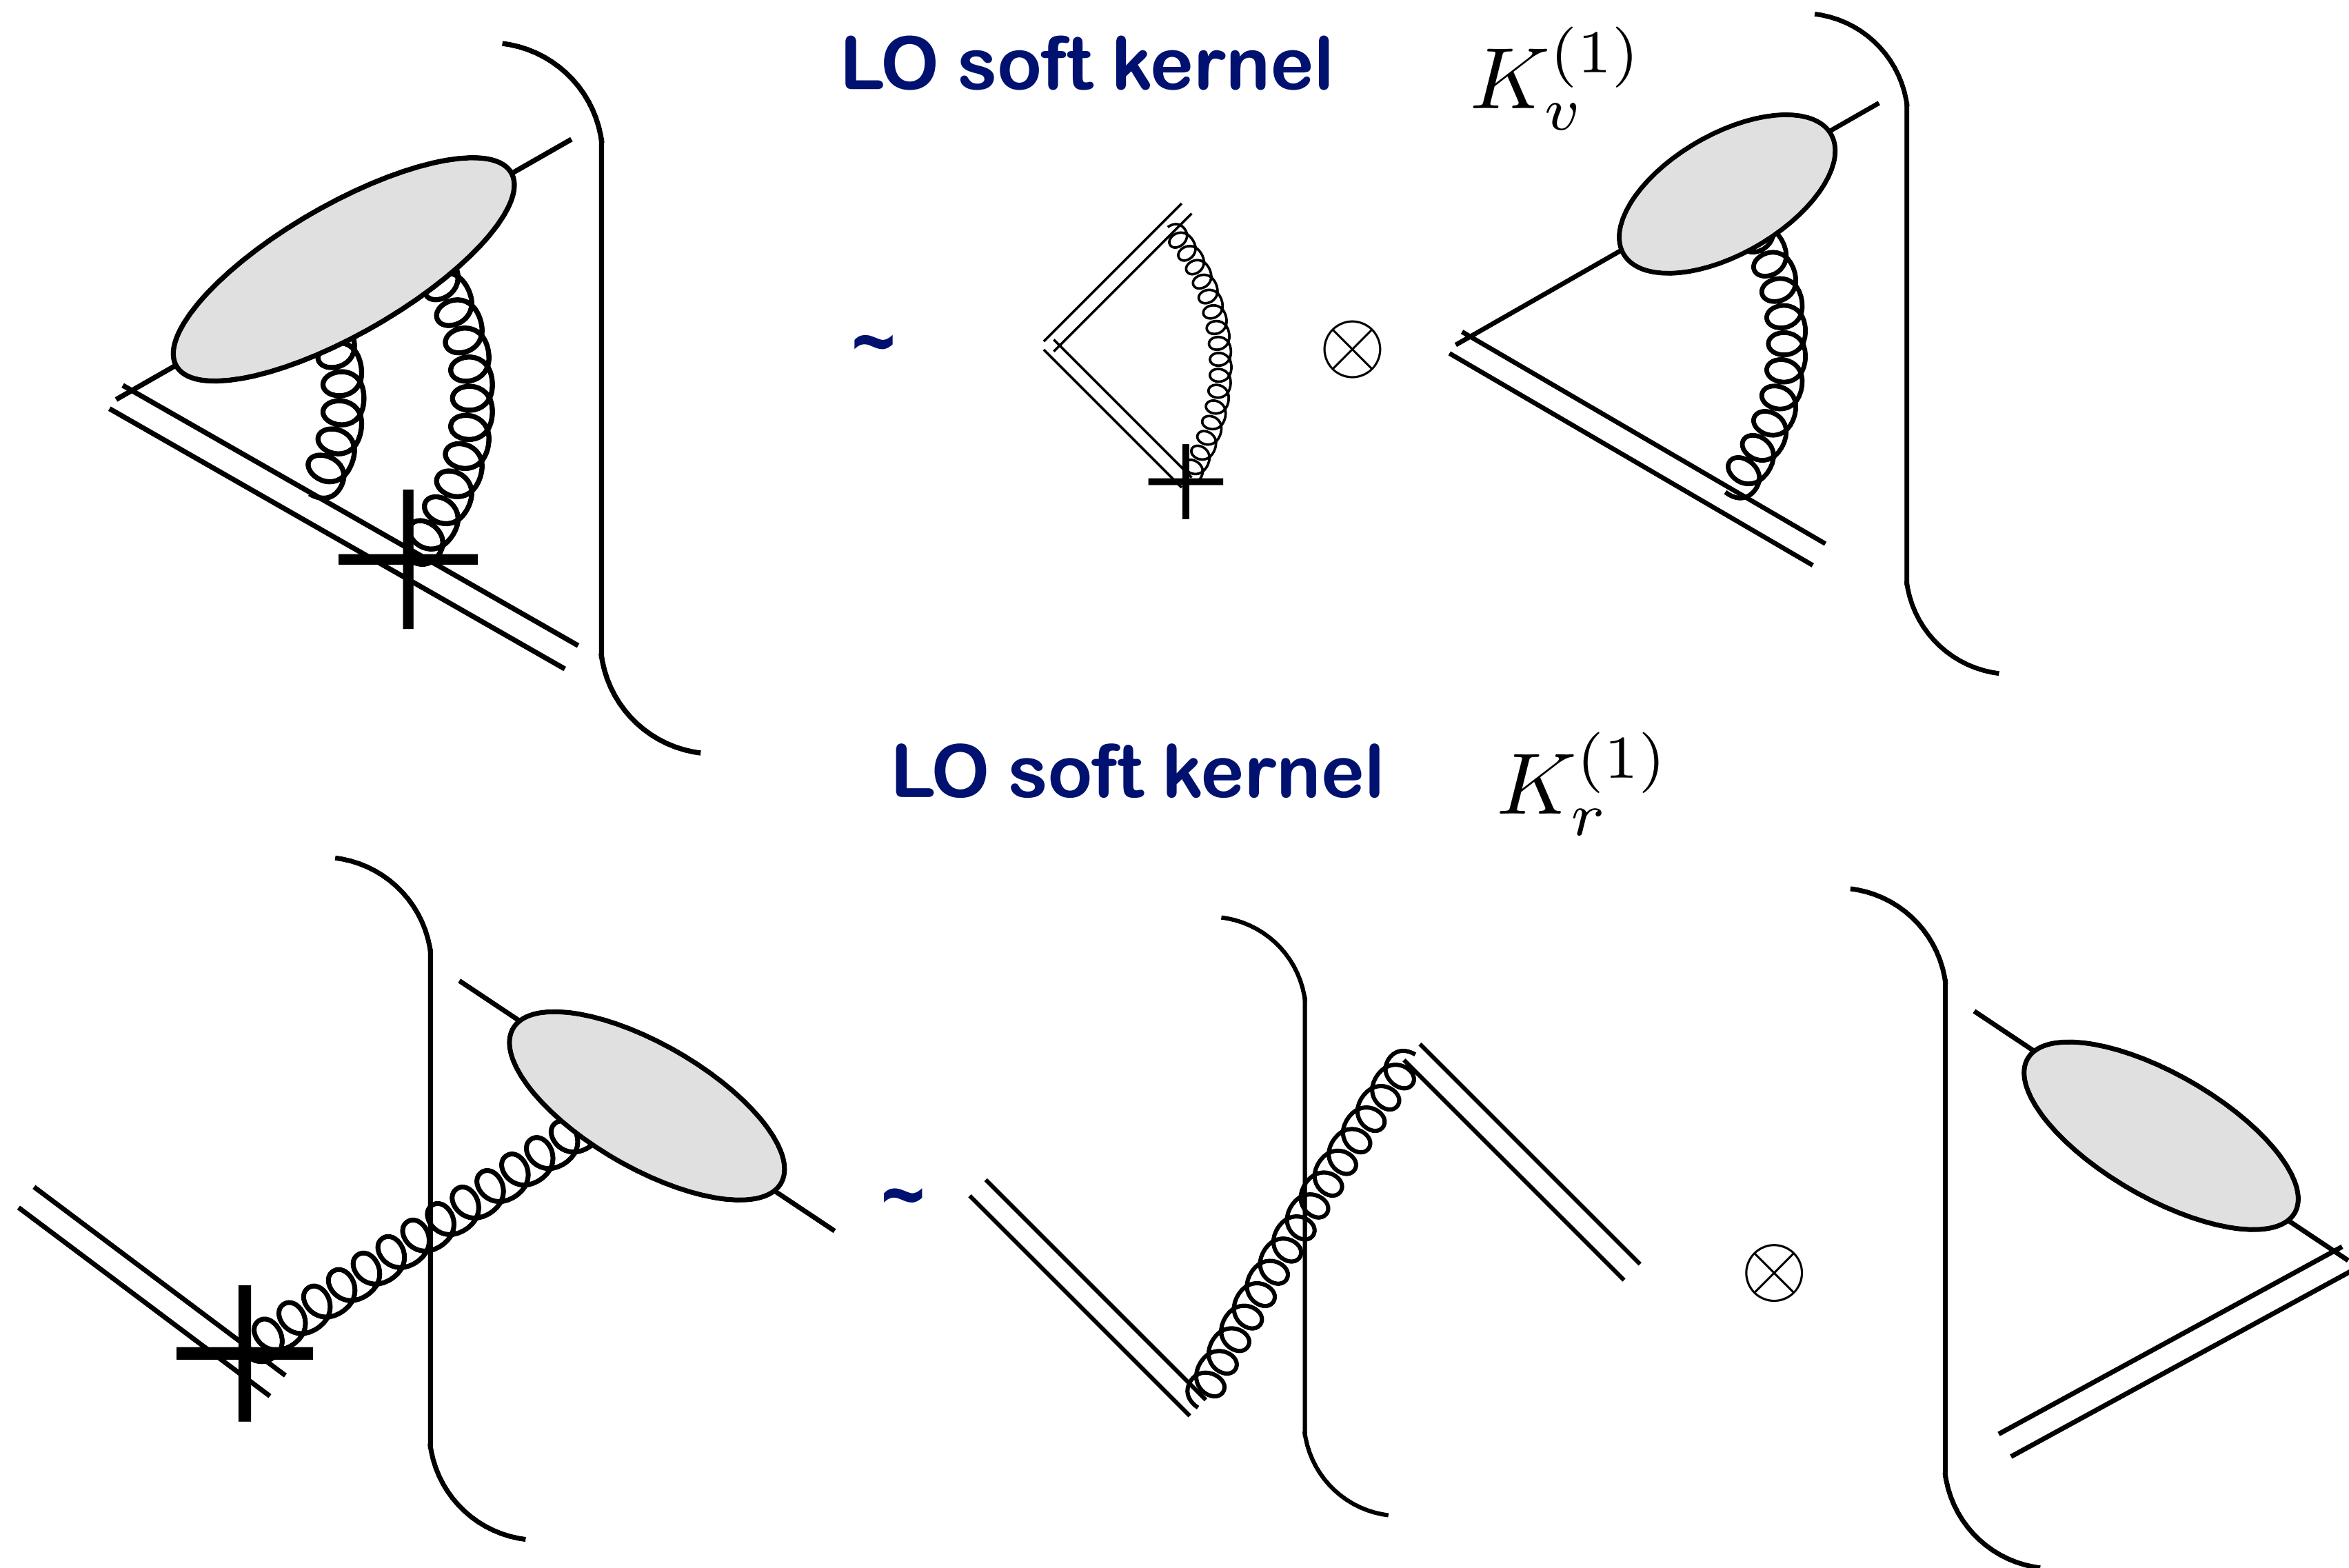 LO soft kernel K_v^{(1)}
~ ⊗
LO soft kernel K_r^{(1)}
~ ⊗